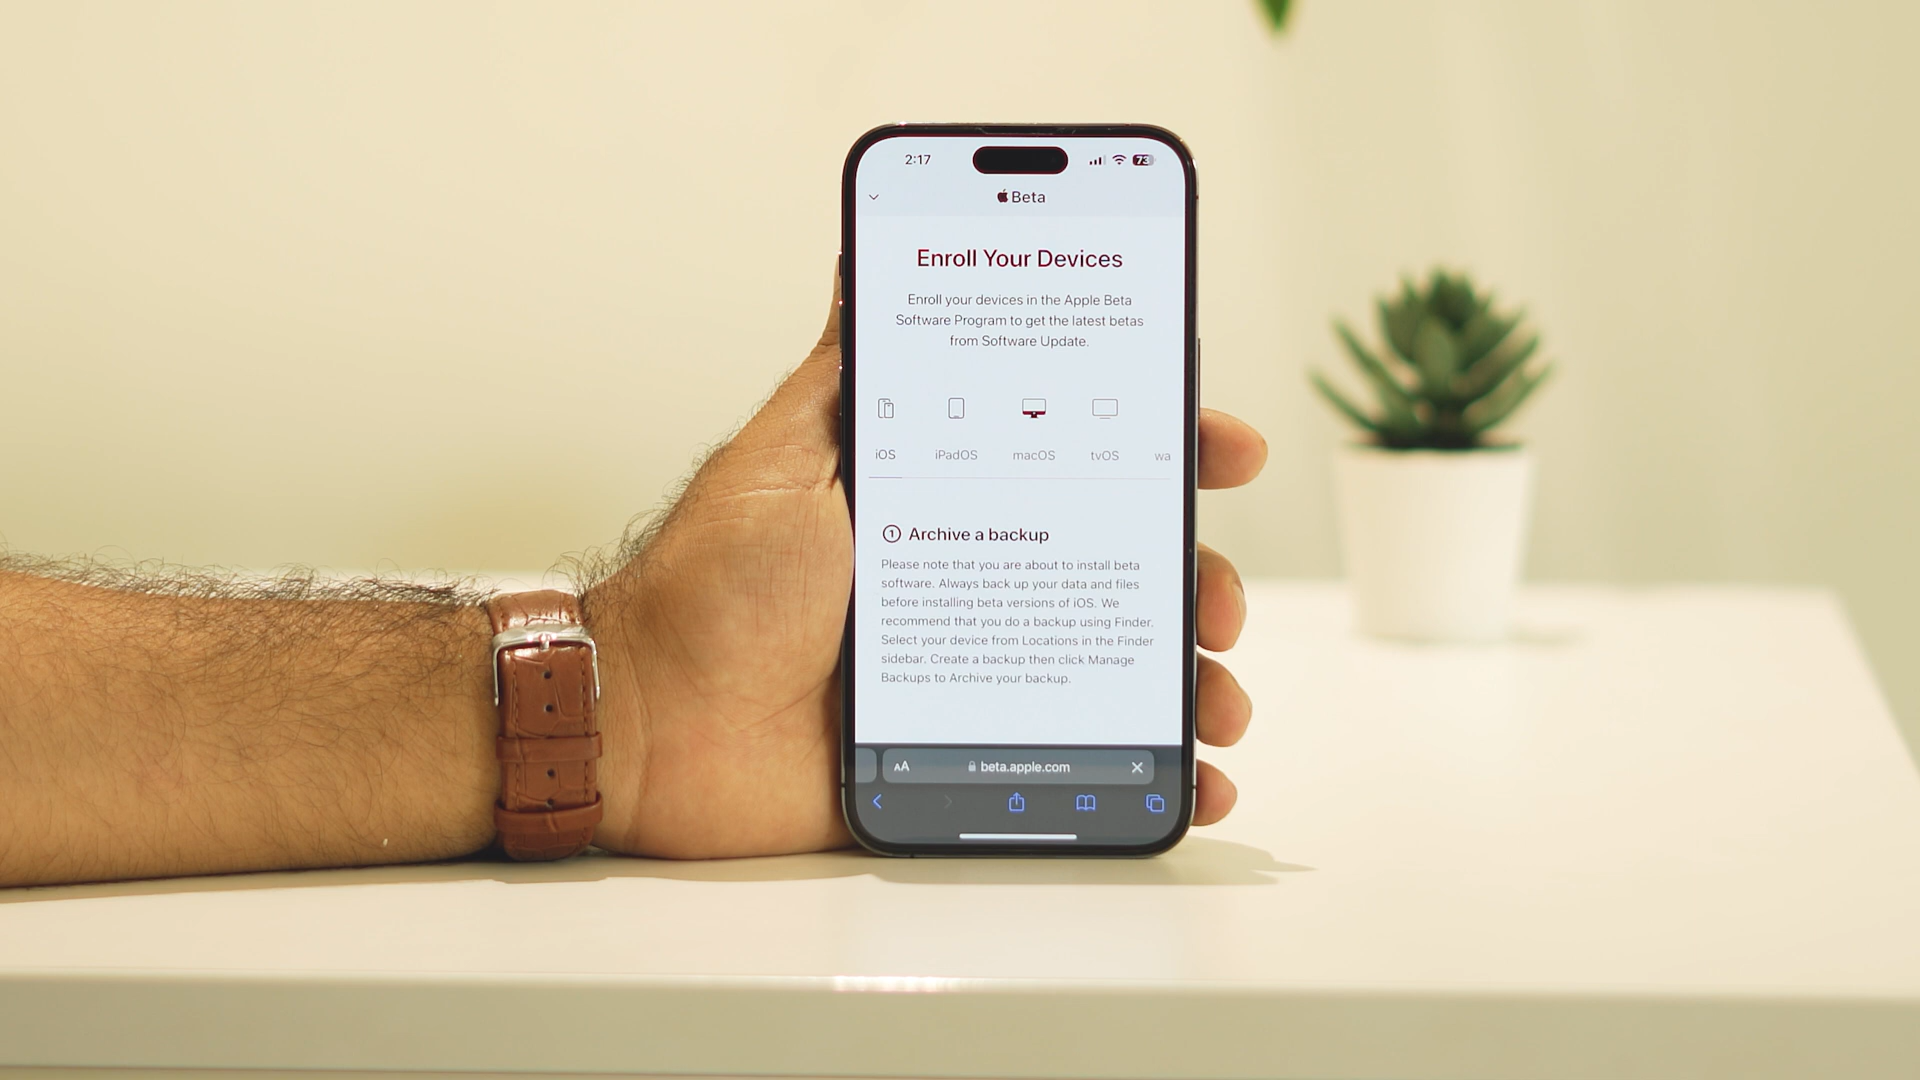 2:17
73
Beta
Enroll Your Devices
Enroll your devices in the Apple Beta
Software Program to get the latest betas
from Software Update.
iOS iPadOS macOS tvOS wa
1 Archive a backup
Please note that you are about to install beta
software. Always back up your data and files
before installing beta versions of iOS. We
recommend that you do a backup using Finder.
Select your device from Locations in the Finder
sidebar. Create a backup then click Manage
Backups to Archive your backup.
AA beta.apple.com